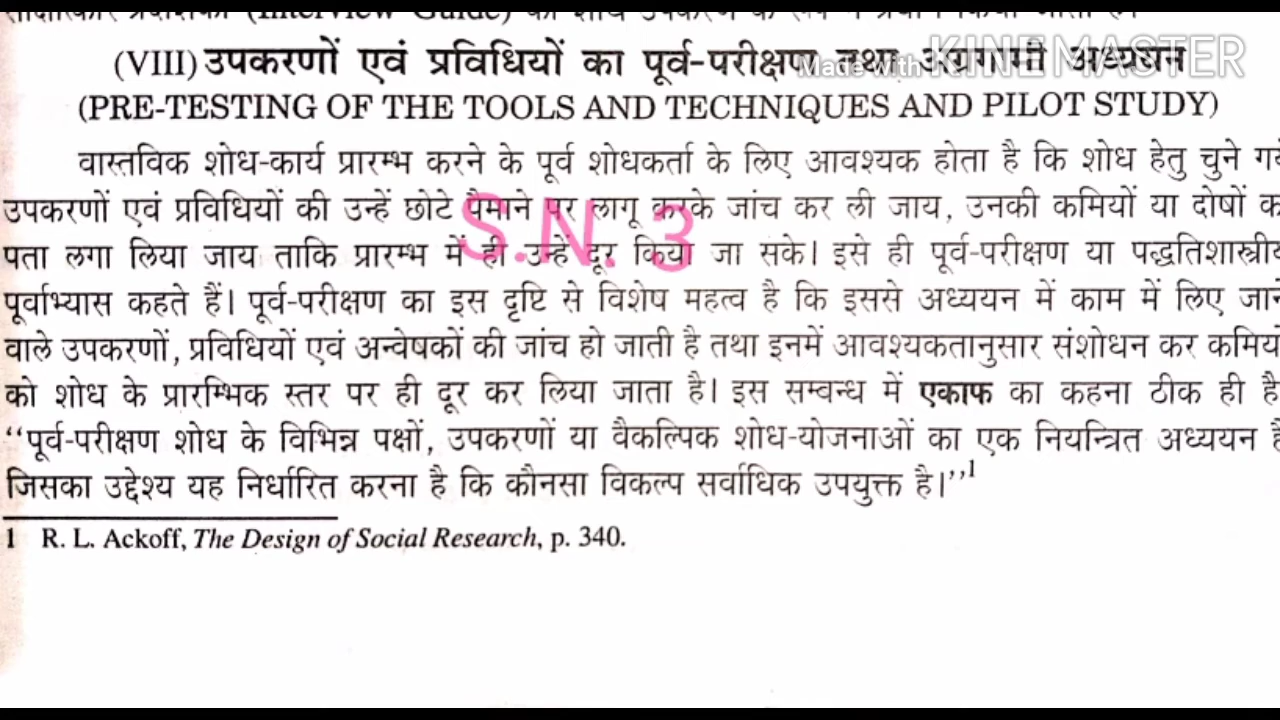 (VIII) उपकरणों एवं प्रविधियों का पूर्व-परीक्षण तथा अग्रगामी अध्ययन
Made with KINEMASTER
(PRE-TESTING OF THE TOOLS AND TECHNIQUES AND PILOT STUDY)
वास्तविक शोध-कार्य प्रारम्भ करने के पूर्व शोधकर्ता के लिए आवश्यक होता है कि शोध हेतु चुने
उपकरणों एवं प्रविधियों की उन्हें छोटे पैमाने पर लागू करके जांच कर ली जाय, उनकी कमियों या दोषों
S.N. 3
पता लगा लिया जाय ताकि प्रारम्भ में ही उन्हें दूर किया जा सके। इसे ही पूर्व-परीक्षण या
पूर्वाभ्यास कहते हैं। पूर्व-परीक्षण का इस दृष्टि से विशेष महत्व है कि इससे अध्ययन में काम में लिए
वाले उपकरणों, प्रविधियों एवं अन्वेषकों की जांच हो जाती है तथा इनमें आवश्यकतानुसार संशोधन कर
को शोध के प्रारम्भिक स्तर पर ही दूर कर लिया जाता है। इस सम्बन्ध में एकाफ का कहना ठीक ही है
“पूर्व-परीक्षण शोध के विभिन्न पक्षों, उपकरणों या वैकल्पिक शोध-योजनाओं का एक नियन्त्रित अध्ययन है
जिसका उद्देश्य यह निर्धारित करना है कि कौनसा विकल्प सर्वाधिक उपयुक्त है।”1
1 R. L. Ackoff, The Design of Social Research, p. 340.